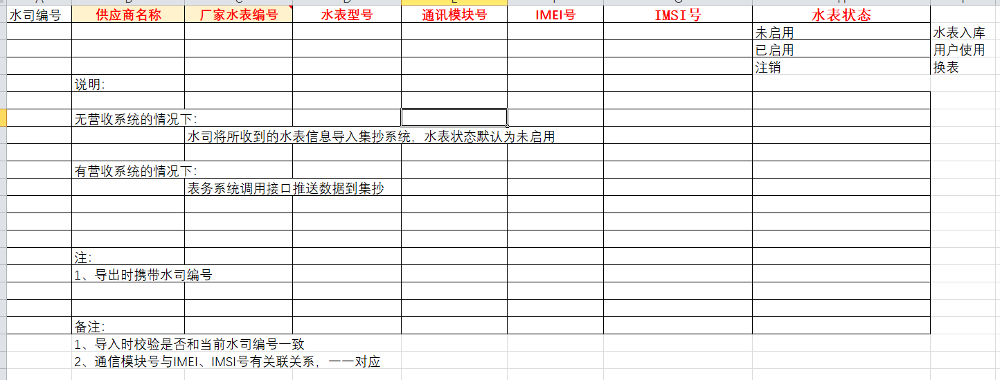 水司编号 供应商名称 厂家水表编号 水表型号 通讯模块号 IMEI号 IMSI号 水表状态
未启用 水表入库
已启用 用户使用
注销 换表
说明：
无营收系统的情况下：
水司将所收到的水表信息导入集抄系统，水表状态默认为未启用
有营收系统的情况下：
表务系统调用接口推送数据到集抄
注：
1、导出时携带水司编号
备注：
1、导入时校验是否和当前水司编号一致
2、通信模块号与IMEI、IMSI号有关联关系，一一对应